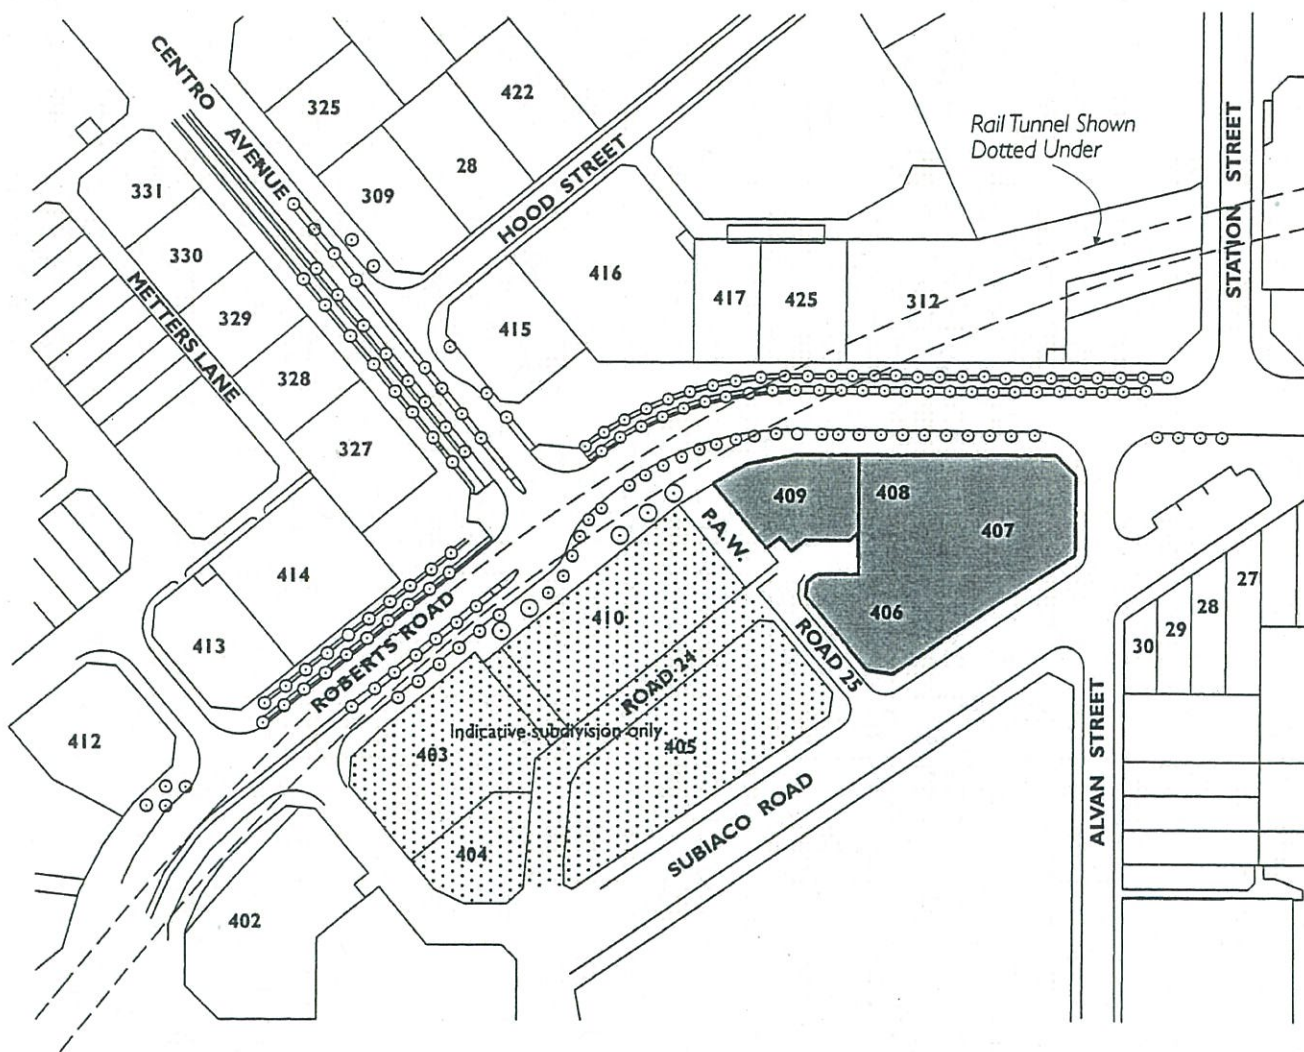 CENTRO AVENUE
325
422
331
309
28
HOOD STREET
Rail Tunnel Shown
Dotted Under
STATION STREET
330
METTERS LANE
329
416
417
425
312
415
328
327
409
408
407
P.A.W.
414
410
406
413
ROBERTS ROAD
ROAD 24
ROAD 25
27
28
29
30
412
Indicative subdivision only
403
405
ALVAN STREET
404
SUBIACO ROAD
402